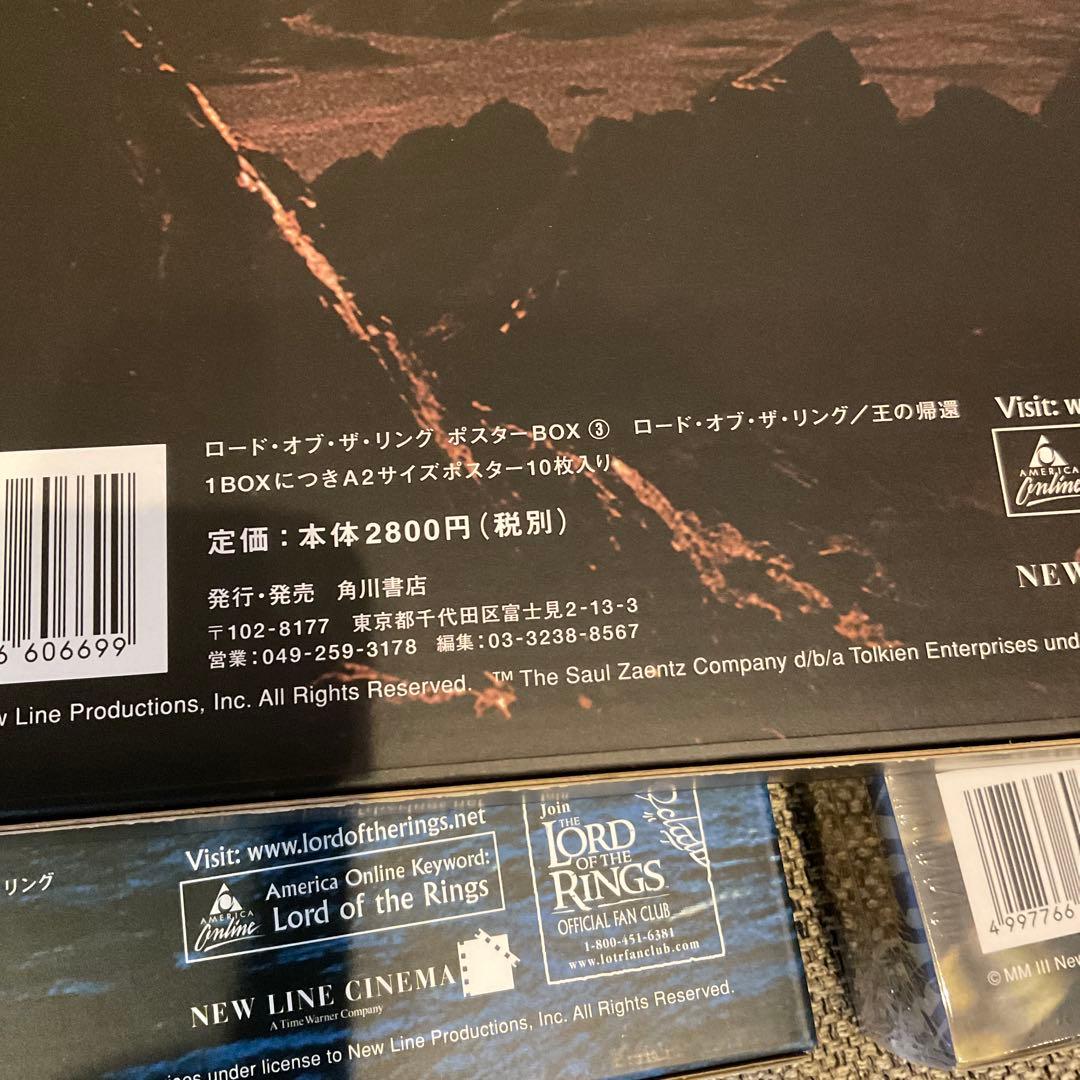 ロード・オブ・ザ・リング ポスターBOX ③　ロード・オブ・ザ・リング／王の帰還
1BOXにつきA2サイズポスター10枚入り
定価：本体2800円（税別）
発行・発売　角川書店
〒102-8177　東京都千代田区富士見2-13-3
営業：049-259-3178　編集：03-3238-8567
606699
Line Productions, Inc. All Rights Reserved. ™ The Saul Zaentz Company d/b/a Tolkien Enterprises und
Visit:
AMERICA
Online
NEW
リング
Visit: www.lordoftherings.net
America Online Keyword:
Lord of the Rings
AMERICA
Online
NEW LINE CINEMA
A Time Warner Company
under license to New Line Productions, Inc. All Rights Reserved.
Join
THE
LORD
OF THE
RINGS
OFFICIAL FAN CLUB
1-800-451-6381
www.lotrfanclub.com
4 997766
© MM III New